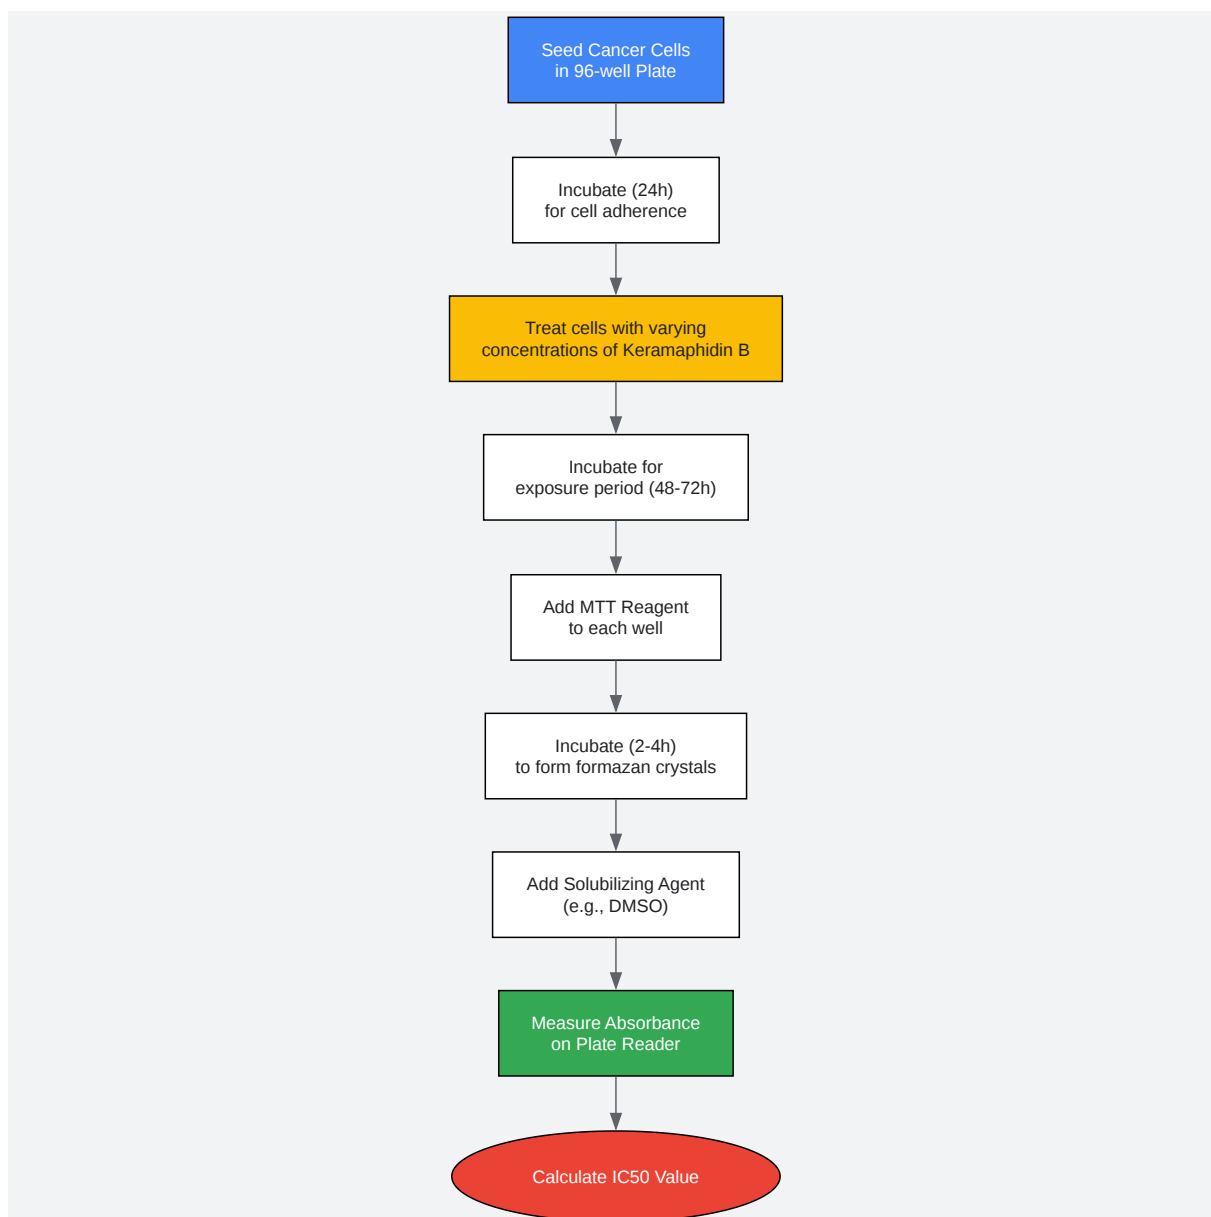 Seed Cancer Cells
in 96-well Plate
Incubate (24h)
for cell adherence
Treat cells with varying
concentrations of Keramaphidin B
Incubate for
exposure period (48-72h)
Add MTT Reagent
to each well
Incubate (2-4h)
to form formazan crystals
Add Solubilizing Agent
(e.g., DMSO)
Measure Absorbance
on Plate Reader
Calculate IC50 Value